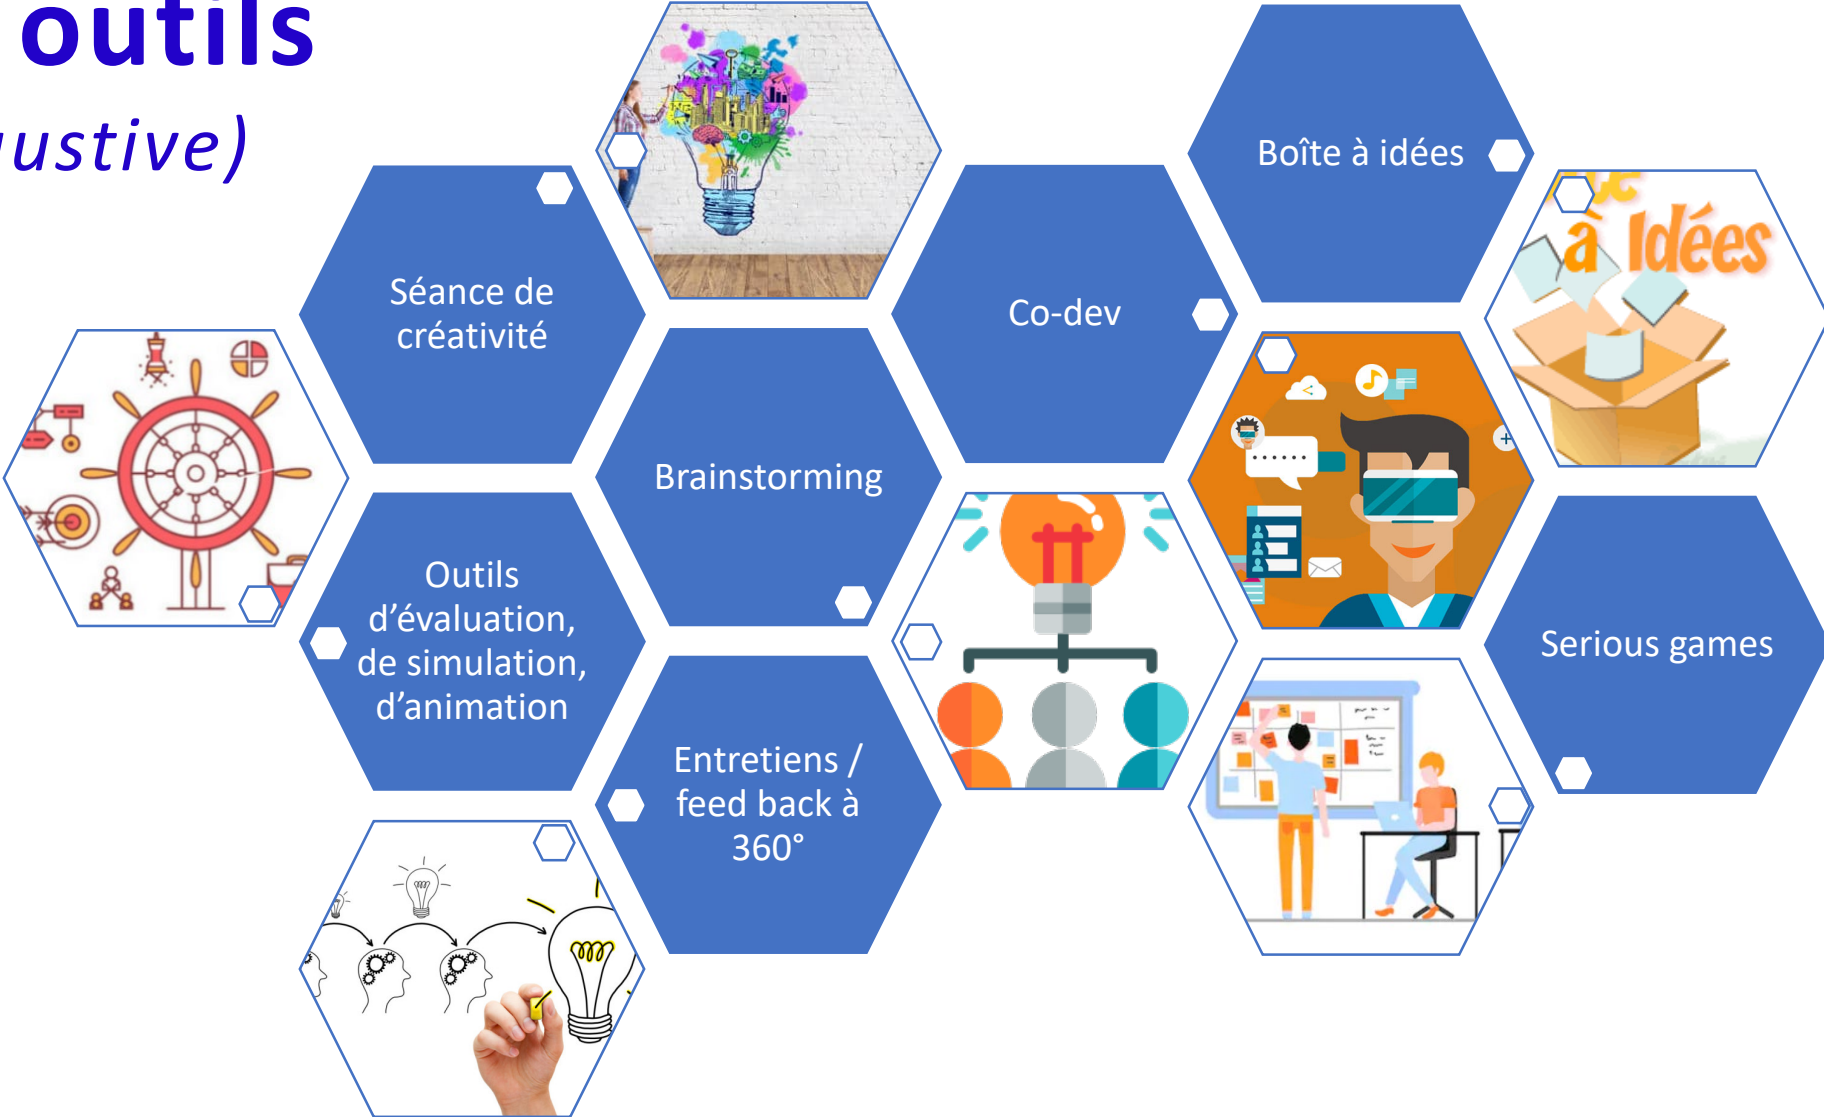 outils
Boîte à idées
à Idées
Séance de
créativité
Co-dev
Brainstorming
Outils
d’évaluation,
de simulation,
d’animation
Serious games
Entretiens /
feed back à
360°